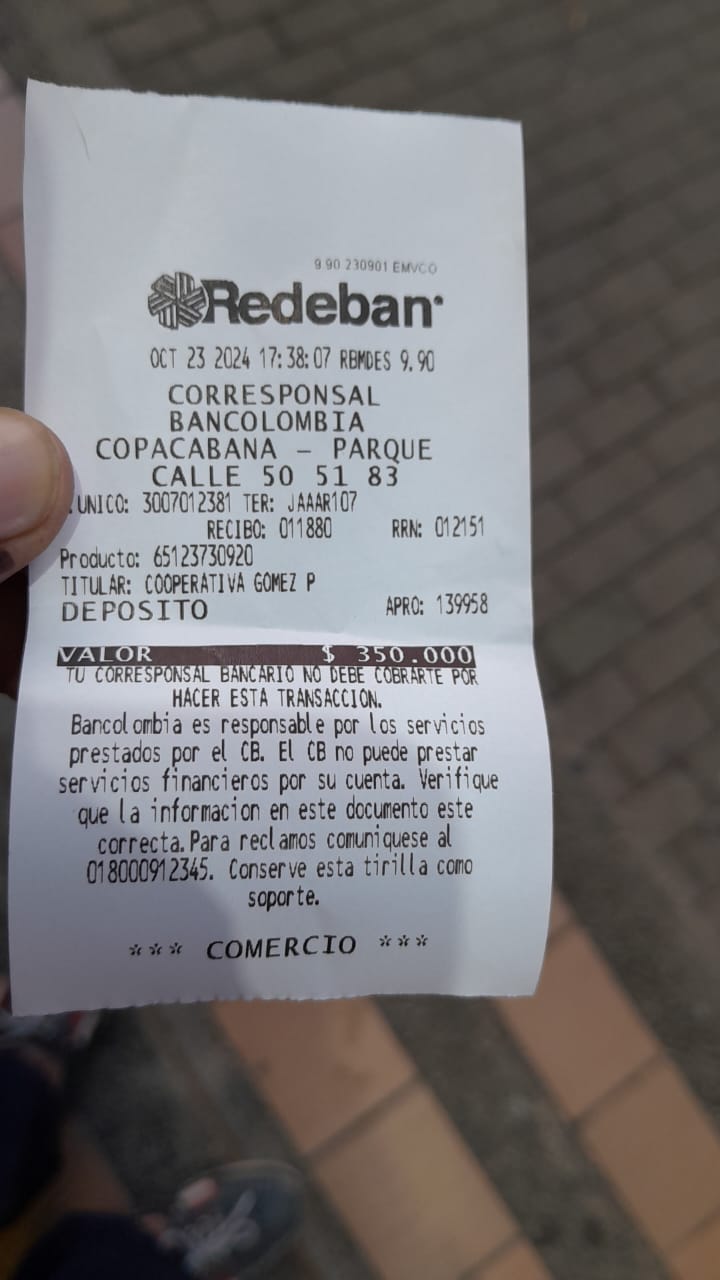 9.90 230901 EMVCO
Redeban
OCT 23 2024 17:38:07 RBMDES 9.90
CORRESPONSAL
BANCOLOMBIA
COPACABANA – PARQUE
CALLE 50 51 83
.UNICO: 3007012381 TER: JAAAR107
RECIBO: 011880 RRN: 012151
Producto: 65123730920
TITULAR: COOPERATIVA GOMEZ P
DEPOSITO APRO: 139958
VALOR $ 350.000
TU CORRESPONSAL BANCARIO NO DEBE COBRARTE POR
HACER ESTA TRANSACCION.
Bancolombia es responsable por los servicios
prestados por el CB. El CB no puede prestar
servicios financieros por su cuenta. Verifique
que la informacion en este documento este
correcta.Para reclamos comuniquese al
018000912345. Conserve esta tirilla como
soporte.
*** COMERCIO ***